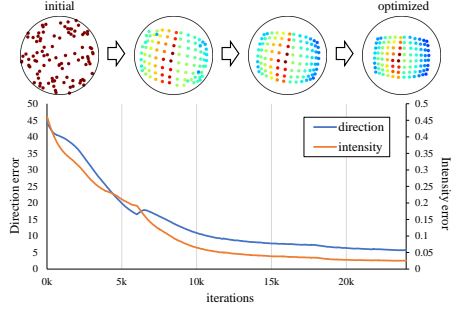 initial optimized
50 0.5
45 0.45
40 0.4
35 0.35
30 0.3
25 0.25
20 0.2
15 0.15
10 0.1
5 0.05
0 0
Direction error
Intensity error
direction
intensity
0k 5k 10k 15k 20k
iterations